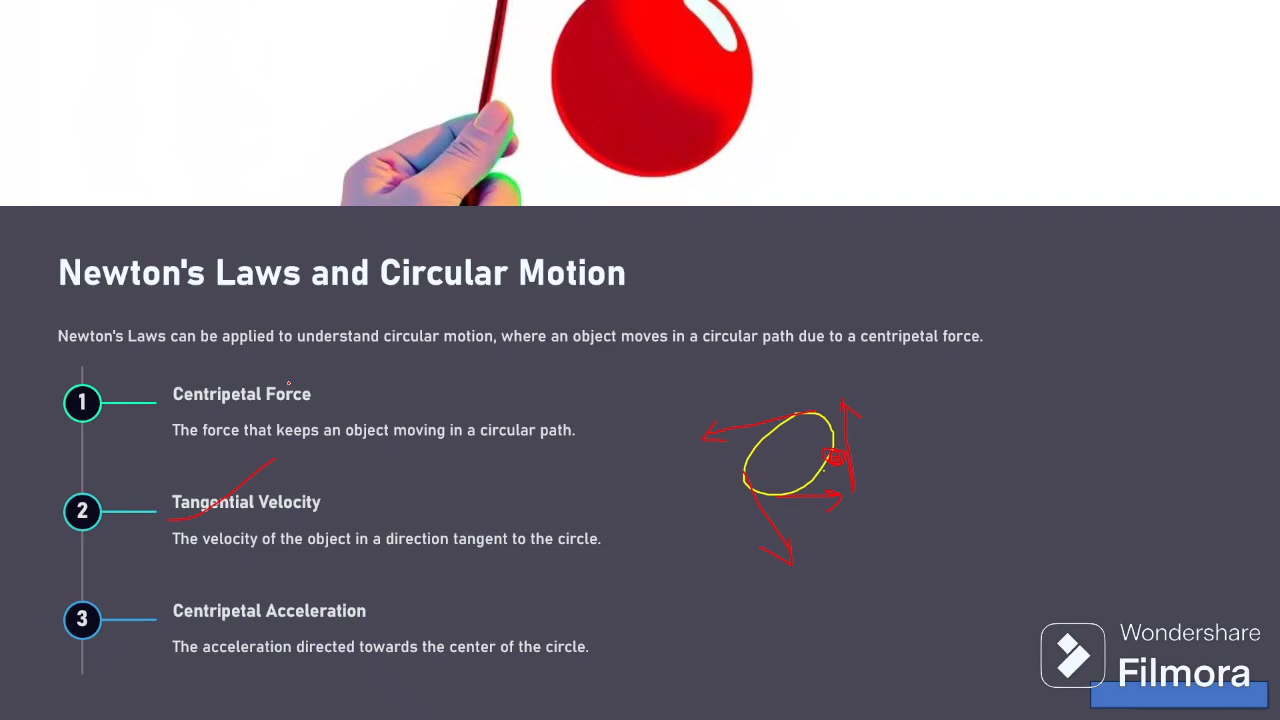 Newton's Laws and Circular Motion
Newton's Laws can be applied to understand circular motion, where an object moves in a circular path due to a centripetal force.
1
Centripetal Force
The force that keeps an object moving in a circular path.
2
Tangential Velocity
The velocity of the object in a direction tangent to the circle.
3
Centripetal Acceleration
The acceleration directed towards the center of the circle.
Wondershare
Filmora